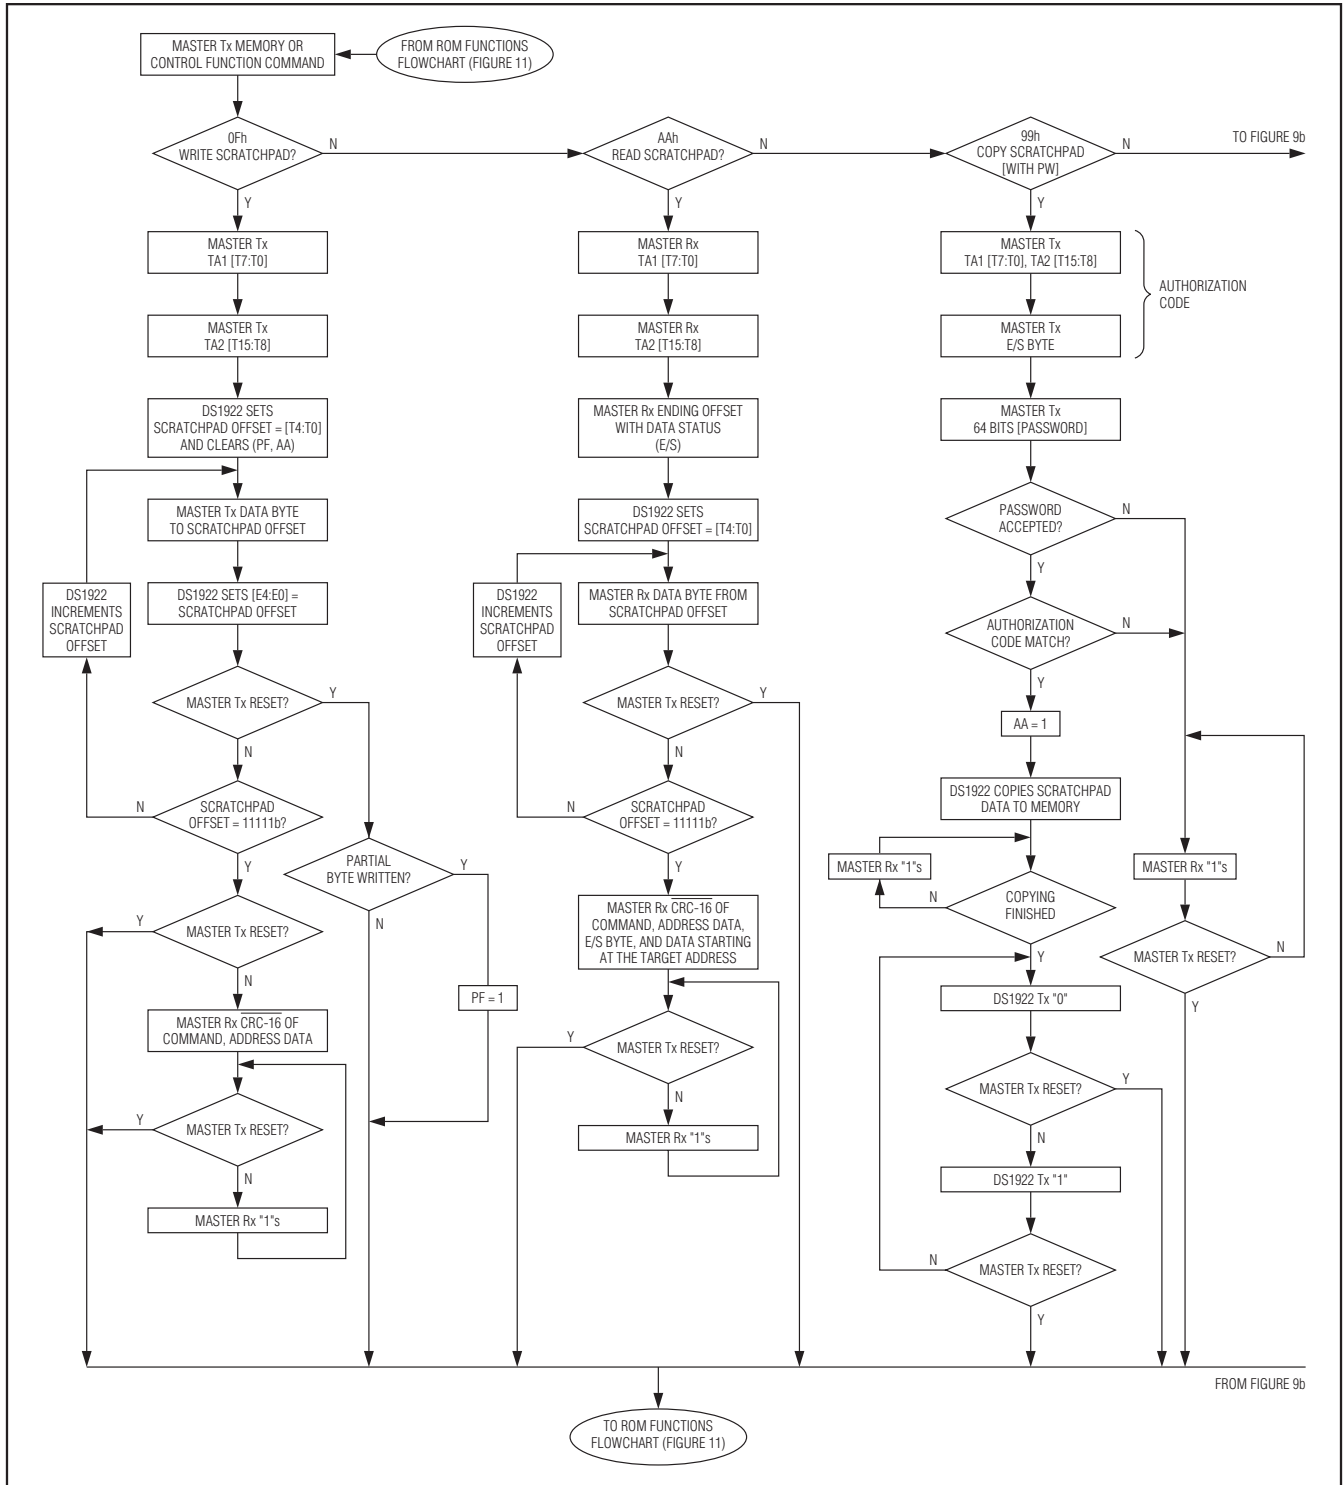 MASTER Tx MEMORY OR
CONTROL FUNCTION COMMAND
FROM ROM FUNCTIONS
FLOWCHART (FIGURE 11)
0Fh
WRITE SCRATCHPAD?
N
Y
MASTER Tx
TA1 [T7:T0]
MASTER Tx
TA2 [T15:T8]
DS1922 SETS
SCRATCHPAD OFFSET = [T4:T0]
AND CLEARS (PF, AA)
MASTER Tx DATA BYTE
TO SCRATCHPAD OFFSET
DS1922 SETS [E4:E0] =
SCRATCHPAD OFFSET
DS1922
INCREMENTS
SCRATCHPAD
OFFSET
MASTER Tx RESET?
Y
N
SCRATCHPAD
OFFSET = 11111b?
N
Y
PARTIAL
BYTE WRITTEN?
Y
N
PF = 1
MASTER Tx RESET?
Y
N
MASTER Rx CRC-16 OF
COMMAND, ADDRESS DATA
MASTER Tx RESET?
Y
N
MASTER Rx "1"s
AAh
READ SCRATCHPAD?
N
Y
MASTER Rx
TA1 [T7:T0]
MASTER Rx
TA2 [T15:T8]
MASTER Rx ENDING OFFSET
WITH DATA STATUS
(E/S)
DS1922 SETS
SCRATCHPAD OFFSET = [T4:T0]
DS1922
INCREMENTS
SCRATCHPAD
OFFSET
MASTER Rx DATA BYTE FROM
SCRATCHPAD OFFSET
MASTER Tx RESET?
Y
N
SCRATCHPAD
OFFSET = 11111b?
N
Y
MASTER Rx CRC-16 OF
COMMAND, ADDRESS DATA,
E/S BYTE, AND DATA STARTING
AT THE TARGET ADDRESS
MASTER Tx RESET?
Y
N
MASTER Rx "1"s
99h
COPY SCRATCHPAD
[WITH PW]
N
TO FIGURE 9b
Y
MASTER Tx
TA1 [T7:T0], TA2 [T15:T8]
MASTER Tx
E/S BYTE
AUTHORIZATION
CODE
MASTER Tx
64 BITS [PASSWORD]
PASSWORD
ACCEPTED?
N
Y
AUTHORIZATION
CODE MATCH?
N
Y
AA = 1
DS1922 COPIES SCRATCHPAD
DATA TO MEMORY
MASTER Rx "1"s
COPYING
FINISHED
N
Y
MASTER Rx "1"s
MASTER Tx RESET?
N
Y
DS1922 Tx "0"
MASTER Tx RESET?
Y
N
DS1922 Tx "1"
MASTER Tx RESET?
N
Y
FROM FIGURE 9b
TO ROM FUNCTIONS
FLOWCHART (FIGURE 11)